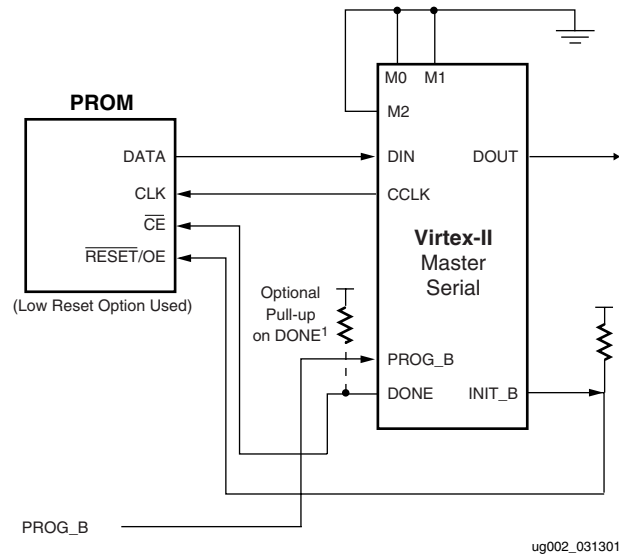 M0 M1
M2
PROM
DATA
CLK
CE
RESET/OE
(Low Reset Option Used)
DIN
DOUT
CCLK
Virtex-II
Master
Serial
Optional
Pull-up
on DONE1
PROG_B
DONE
INIT_B
PROG_B
ug002_031301